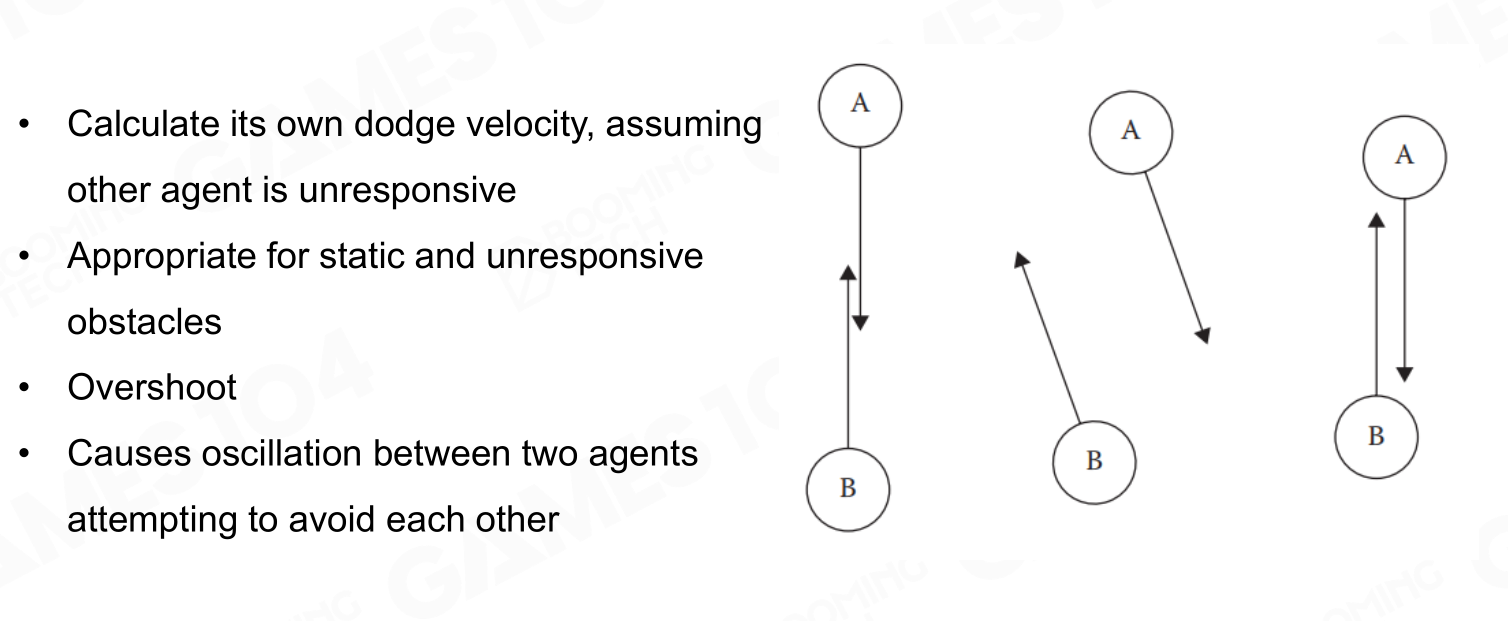 • Calculate its own dodge velocity, assuming
other agent is unresponsive
• Appropriate for static and unresponsive
obstacles
• Overshoot
• Causes oscillation between two agents
attempting to avoid each other
A
B
A
B
A
B
GAMES104
BOOMING
TECH